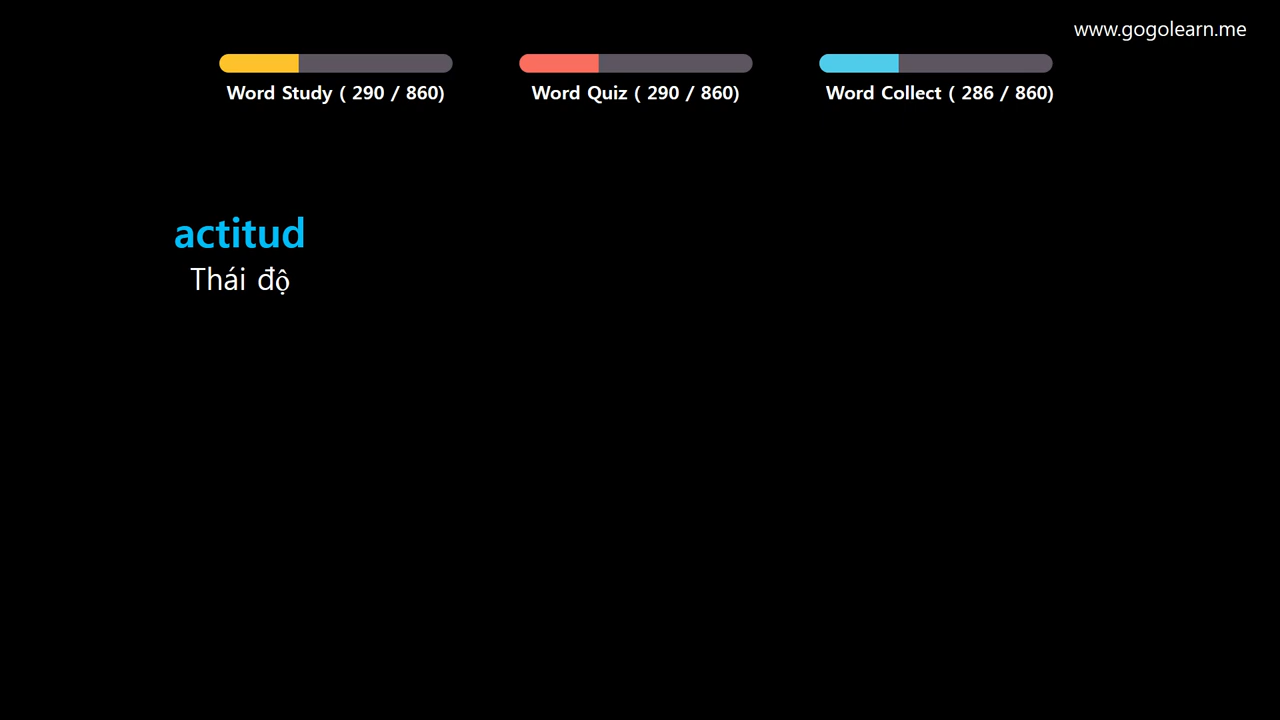 www.gogolearn.me
Word Study ( 290 / 860)
Word Quiz ( 290 / 860)
Word Collect ( 286 / 860)
actitud
Thái độ